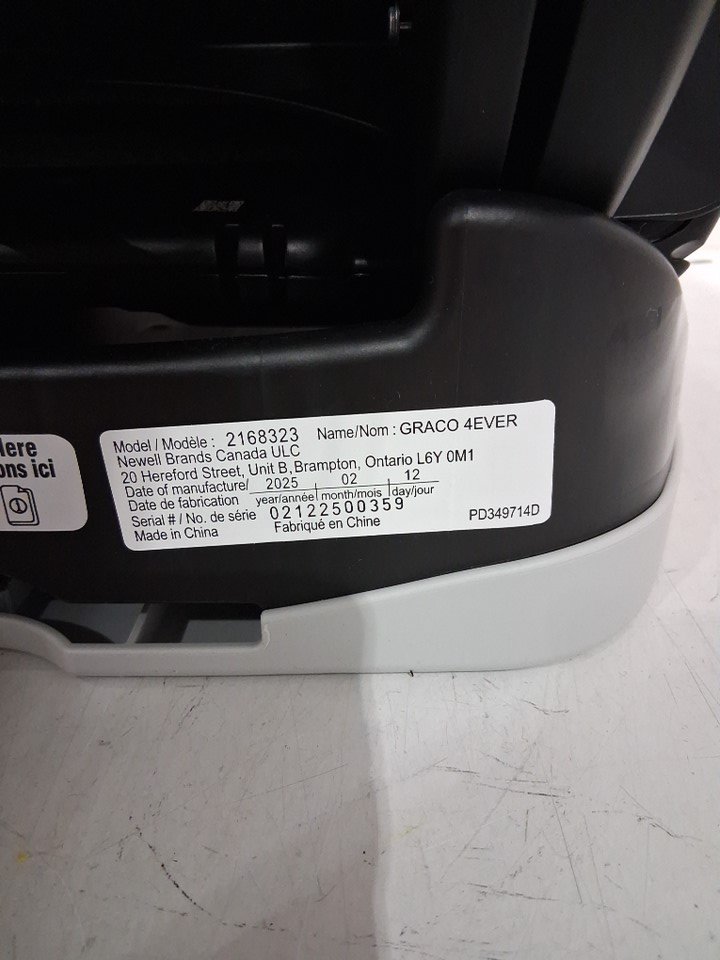 Here
ons ici
Model / Modèle : 2168323 Name/Nom : GRACO 4EVER
Newell Brands Canada ULC
20 Hereford Street, Unit B, Brampton, Ontario L6Y 0M1
Date of manufacture/ 2025 02 12
Date de fabrication year/année month/mois day/jour
Serial # / No. de série 02122500359
Made in China Fabriqué en Chine PD349714D